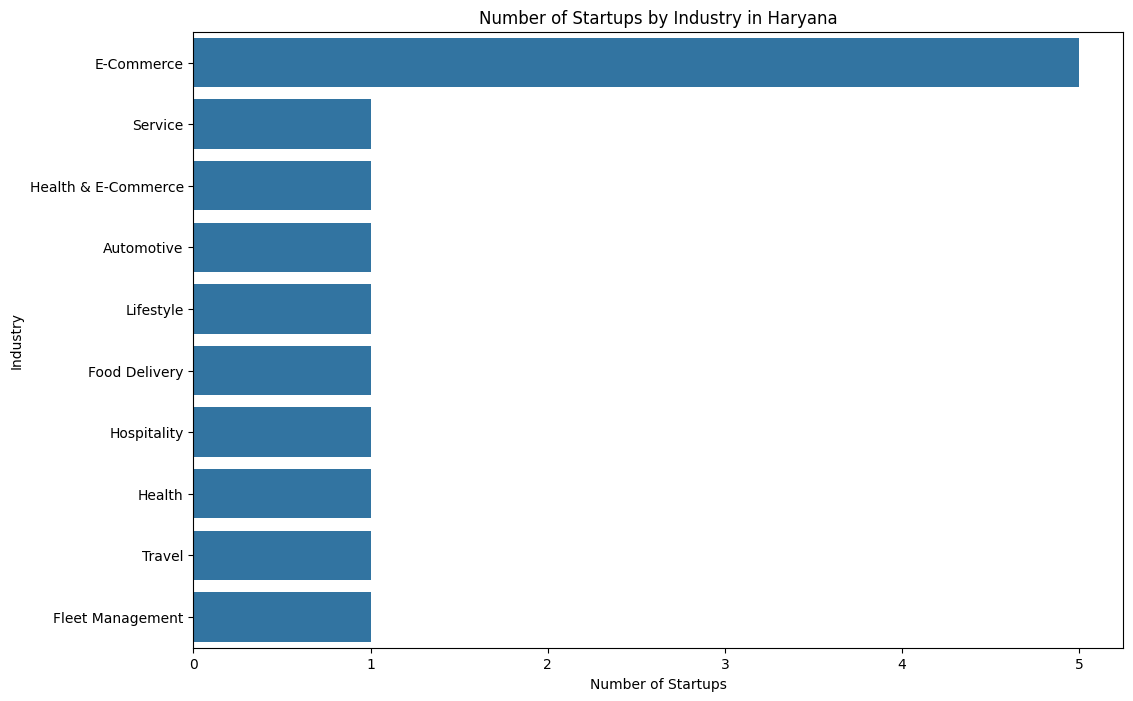 Number of Startups by Industry in Haryana
Industry
E-Commerce
Service
Health & E-Commerce
Automotive
Lifestyle
Food Delivery
Hospitality
Health
Travel
Fleet Management
0 1 2 3 4 5
Number of Startups